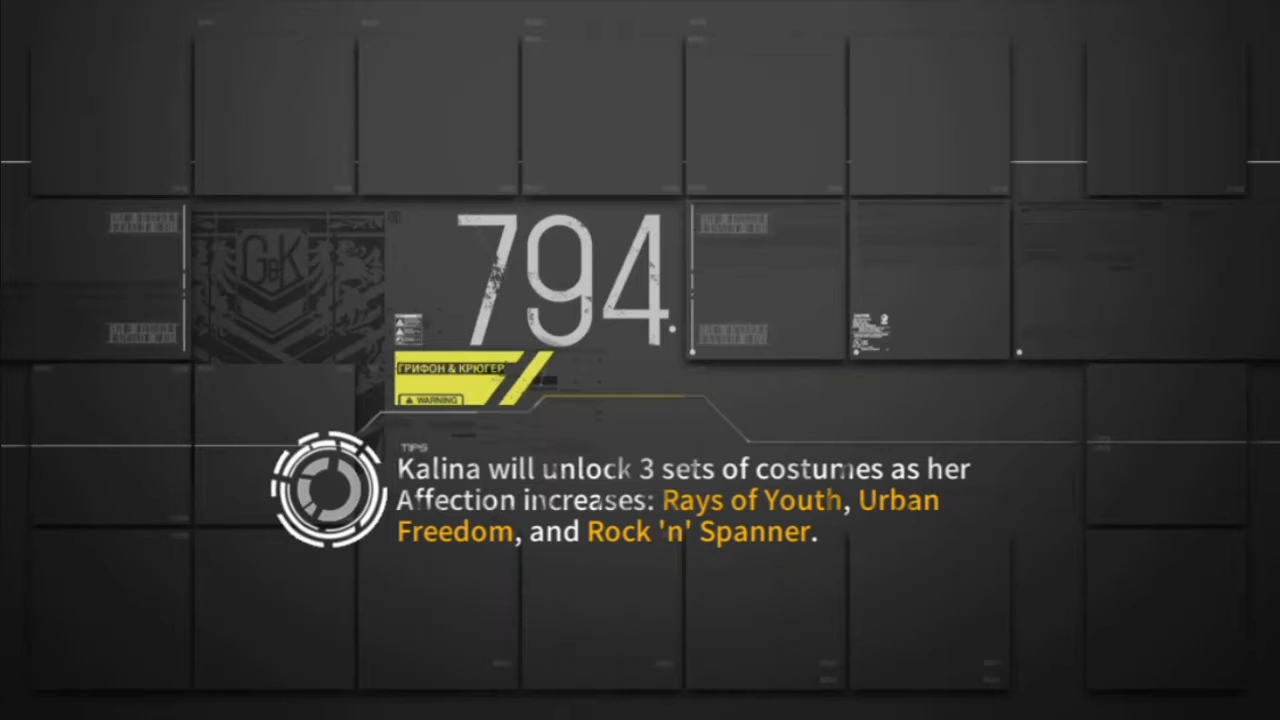 G&K
794.
ГРИФОН & КРЮГЕР
WARNING
TIPS
Kalina will unlock 3 sets of costumes as her
Affection increases: Rays of Youth, Urban
Freedom, and Rock 'n' Spanner.